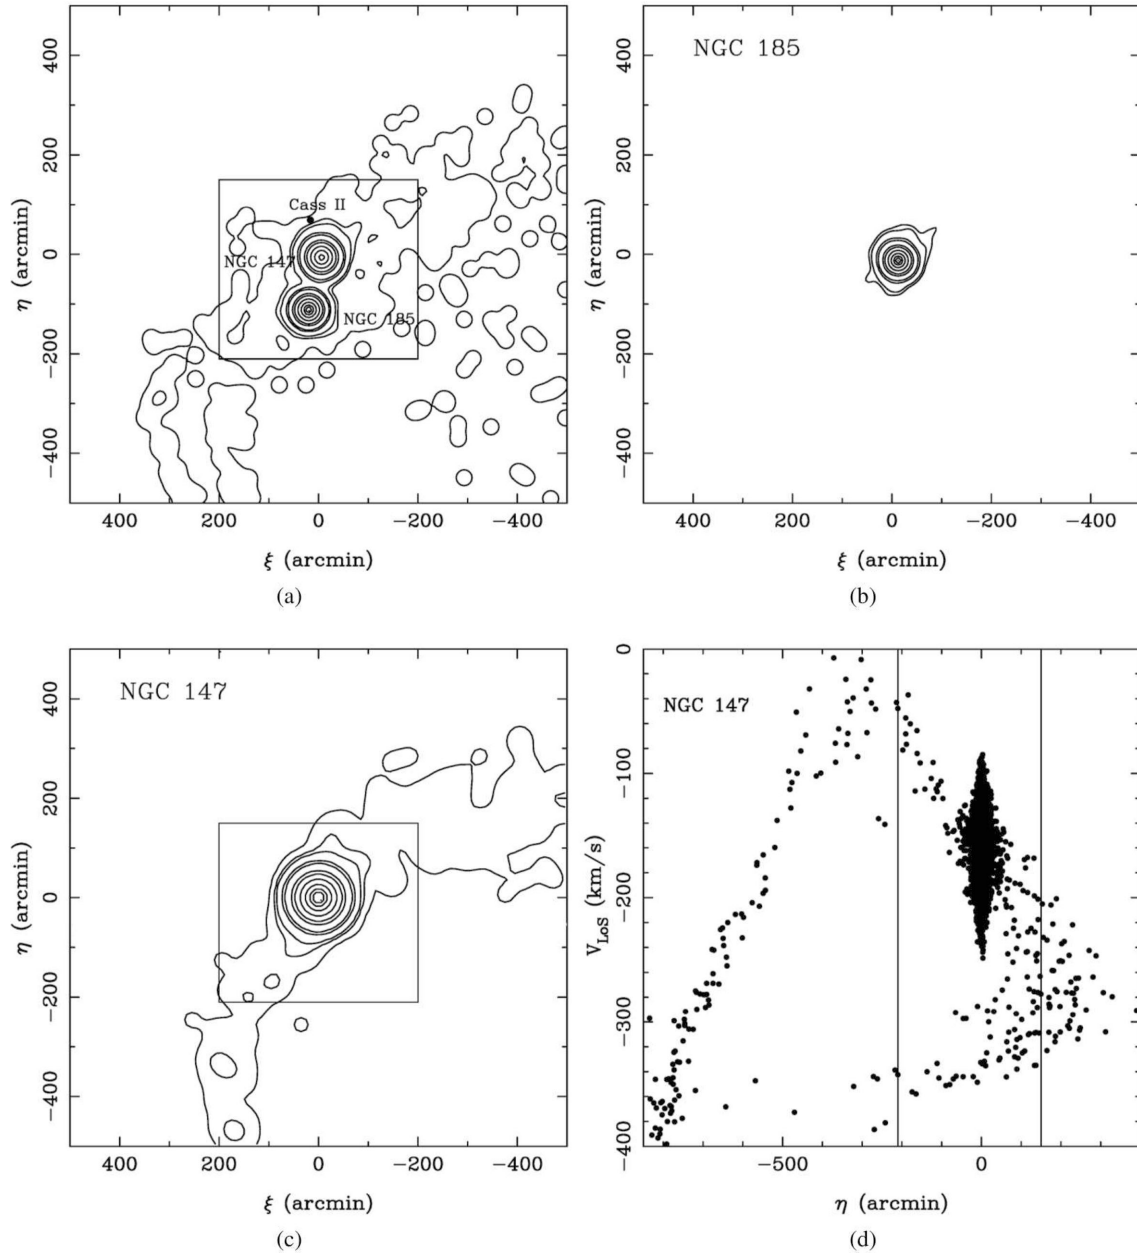 400
200
0
−200
−400
η (arcmin)
Cass II
NGC 147
NGC 185
400 200 0 −200 −400
ξ (arcmin)
(a)
NGC 185
400
200
0
−200
−400
η (arcmin)
400 200 0 −200 −400
ξ (arcmin)
(b)
NGC 147
400
200
0
−200
−400
η (arcmin)
400 200 0 −200 −400
ξ (arcmin)
(c)
NGC 147
0
−100
−200
−300
−400
V_LoS (km/s)
−500 0
η (arcmin)
(d)